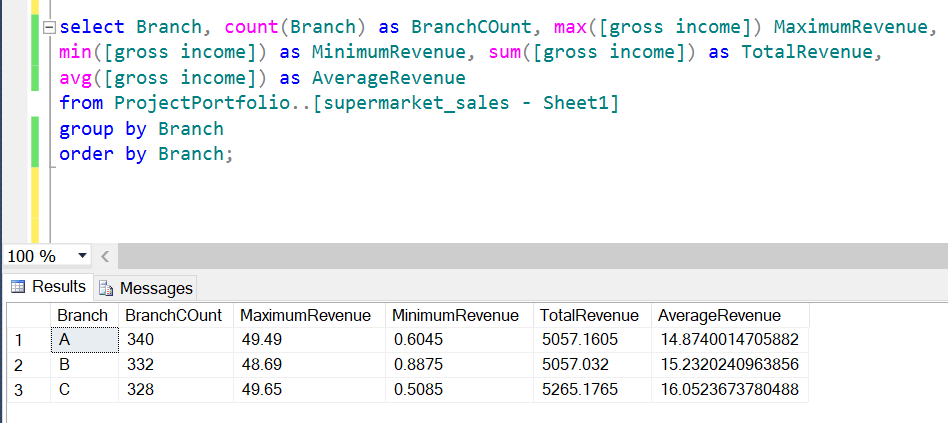 select Branch, count(Branch) as BranchCOunt, max([gross income]) MaximumRevenue,
min([gross income]) as MinimumRevenue, sum([gross income]) as TotalRevenue,
avg([gross income]) as AverageRevenue
from ProjectPortfolio..[supermarket_sales - Sheet1]
group by Branch
order by Branch;
100 %
Results Messages
Branch BranchCOunt MaximumRevenue MinimumRevenue TotalRevenue AverageRevenue
1 A 340 49.49 0.6045 5057.1605 14.8740014705882
2 B 332 48.69 0.8875 5057.032 15.2320240963856
3 C 328 49.65 0.5085 5265.1765 16.0523673780488